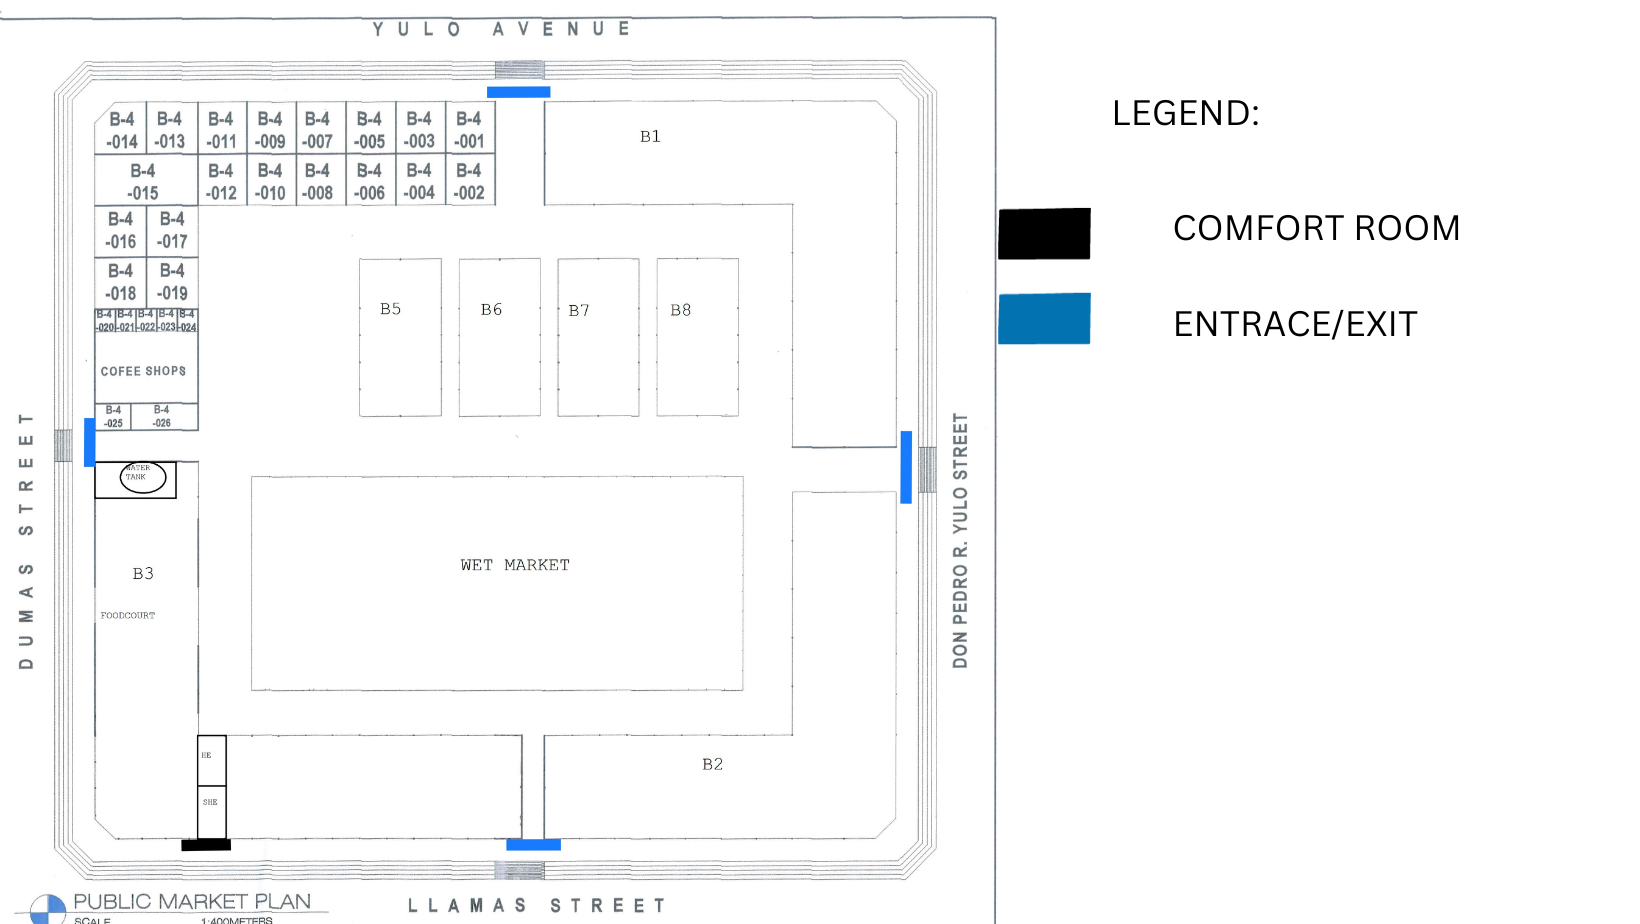 YULO AVENUE
LEGEND:
COMFORT ROOM
ENTRACE/EXIT
B-4 B-4 B-4 B-4 B-4 B-4 B-4 B-4
-014 -013 -011 -009 -007 -005 -003 -001
B-4 B-4 B-4 B-4 B-4 B-4 B-4
-015 -012 -010 -008 -006 -004 -002
B-4 B-4
-016 -017
B-4 B-4
-018 -019
B-4 B-4 B-4 B-4 B-4
-020 -021 -022 -023 -024
COFEE SHOPS
B-4 B-4
-025 -026
B1
B5 B6 B7 B8
WATER
TANK
B3
FOODCOURT
WET MARKET
HE
SHE
B2
DUMAS STREET
DON PEDRO R. YULO STREET
LLAMAS STREET
PUBLIC MARKET PLAN
SCALE 1:400METERS